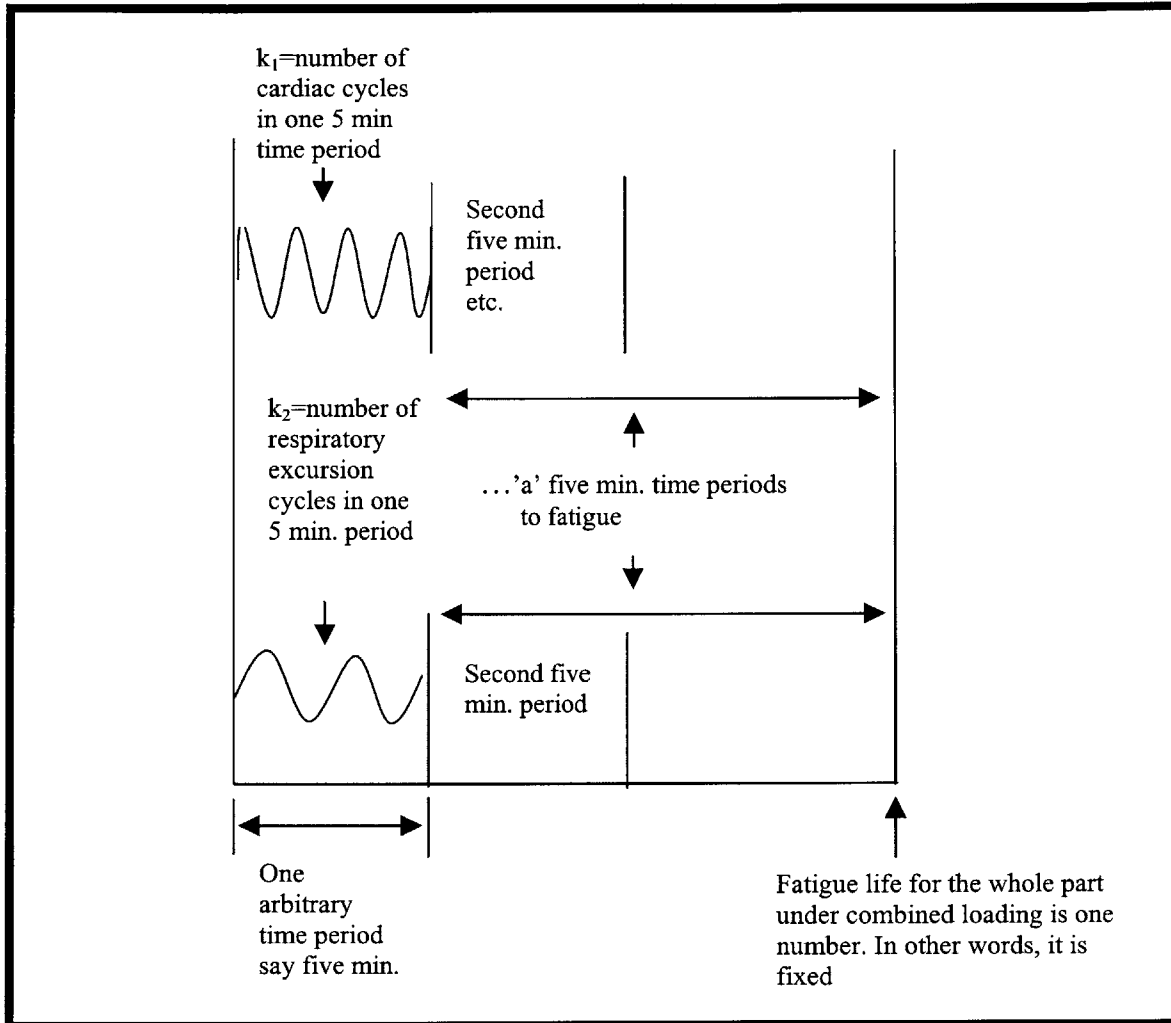 k₁=number of
cardiac cycles
in one 5 min
time period
Second
five min.
period
etc.
k₂=number of
respiratory
excursion
cycles in one
5 min. period
…'a' five min. time periods
to fatigue
Second five
min. period
One
arbitrary
time period
say five min.
Fatigue life for the whole part
under combined loading is one
number. In other words, it is
fixed